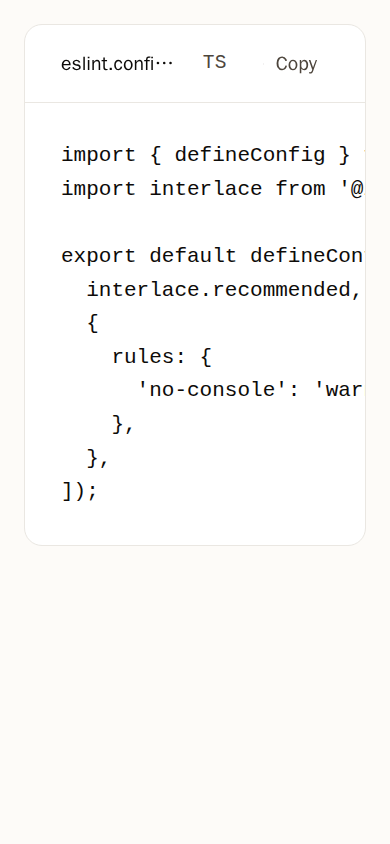 eslint.confi… TS Copy
import { defineConfig }
import interlace from '@
export default defineCon
interlace.recommended,
{
rules: {
'no-console': 'war
},
},
]);